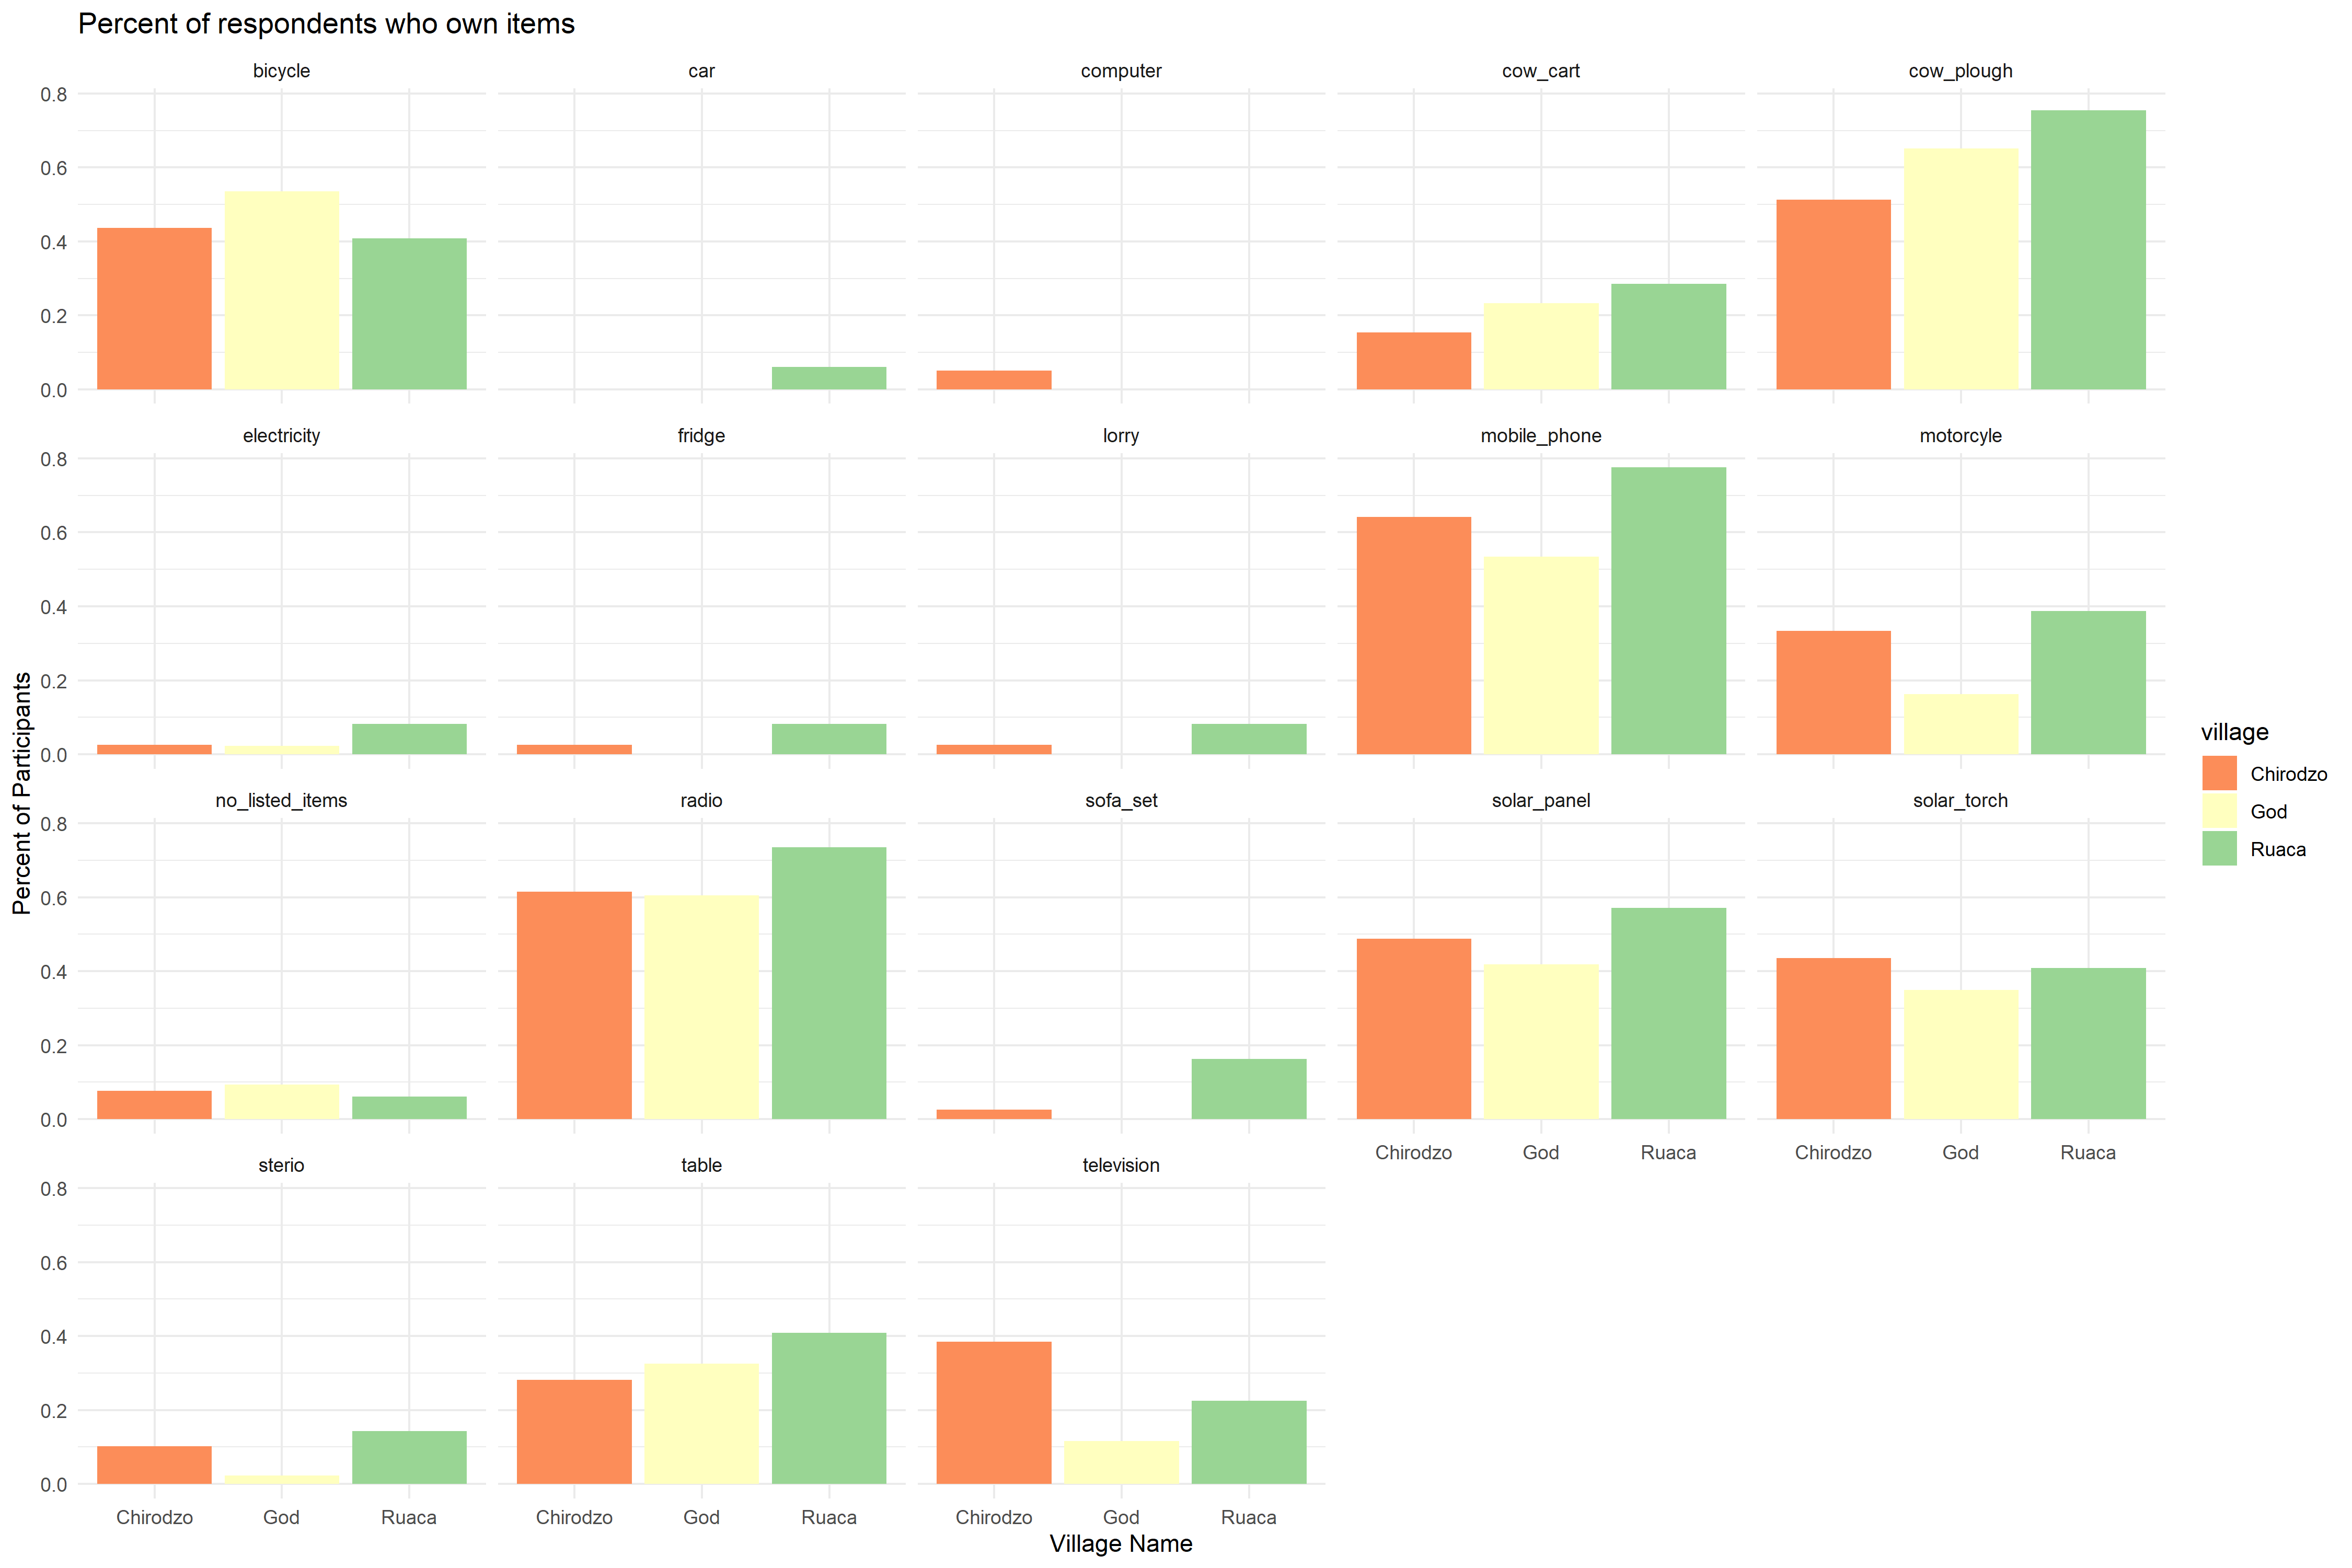 Percent of respondents who own items
bicycle
car
computer
cow_cart
cow_plough
0.8
0.6
0.4
0.2
0.0
electricity
fridge
lorry
mobile_phone
motorcyle
0.8
0.6
0.4
0.2
0.0
no_listed_items
radio
sofa_set
solar_panel
solar_torch
0.8
0.6
0.4
0.2
0.0
Chirodzo God Ruaca
Chirodzo God Ruaca
sterio
table
television
0.8
0.6
0.4
0.2
0.0
Chirodzo God Ruaca
Chirodzo God Ruaca
Chirodzo God Ruaca
Village Name
Percent of Participants
village
Chirodzo
God
Ruaca